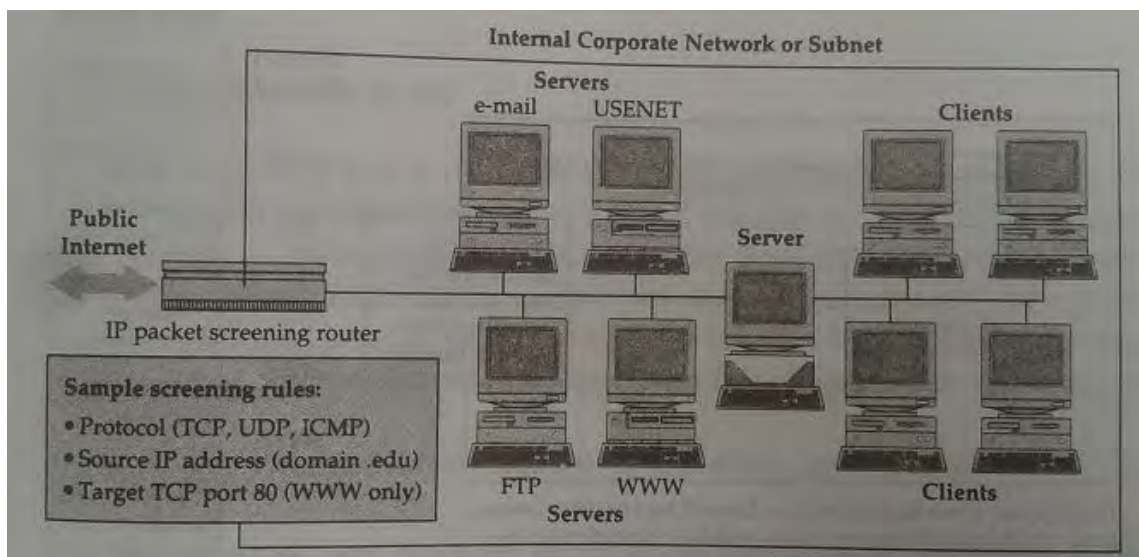 Internal Corporate Network or Subnet
Servers
e-mail USENET
Clients
Public
Internet
Server
IP packet screening router
Sample screening rules:
• Protocol (TCP, UDP, ICMP)
• Source IP address (domain .edu)
• Target TCP port 80 (WWW only)
FTP WWW
Servers
Clients